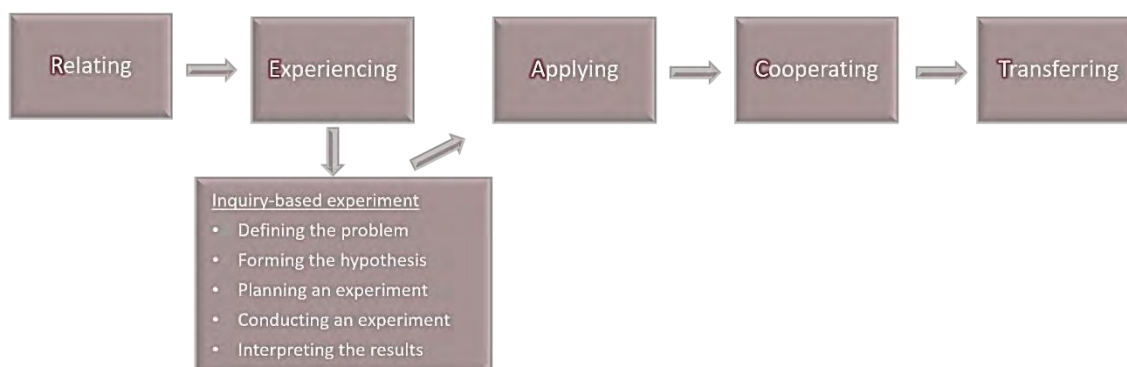 Relating
Experiencing
Applying
Cooperating
Transferring
Inquiry-based experiment
• Defining the problem
• Forming the hypothesis
• Planning an experiment
• Conducting an experiment
• Interpreting the results